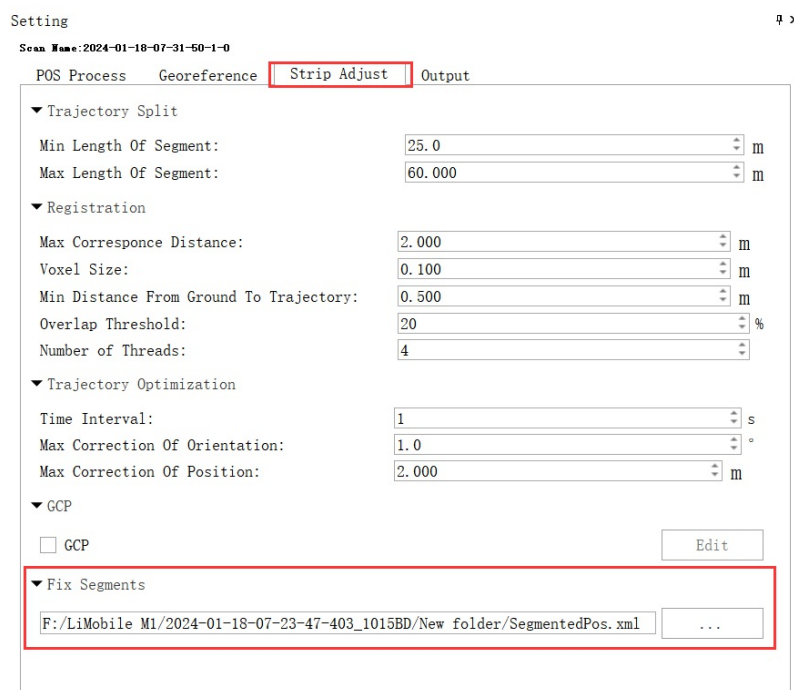 Setting
Scan Name:2024-01-18-07-31-50-1-0
POS Process Georeference Strip Adjust Output
Trajectory Split
Min Length Of Segment: 25.0 m
Max Length Of Segment: 60.000 m
Registration
Max Corresponce Distance: 2.000 m
Voxel Size: 0.100 m
Min Distance From Ground To Trajectory: 0.500 m
Overlap Threshold: 20 %
Number of Threads: 4
Trajectory Optimization
Time Interval: 1 s
Max Correction Of Orientation: 1.0 °
Max Correction Of Position: 2.000 m
GCP
GCP Edit
Fix Segments
F:/LiMobile M1/2024-01-18-07-23-47-403_1015BD/New folder/SegmentedPos.xml ...